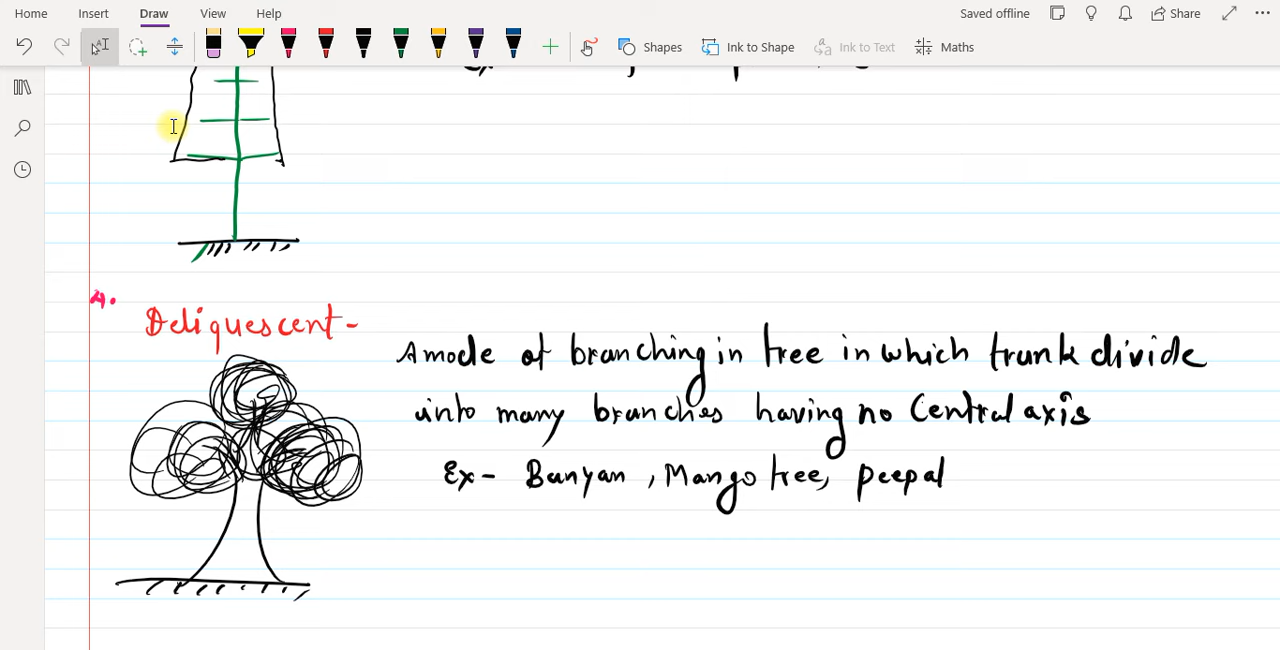 Home Insert Draw View Help Saved offline Share
Shapes Ink to Shape Ink to Text Maths
Ex
4.
Deliquescent-
A mode of branching in tree in which trunk divide
into many branches having no Central axis
Ex- Banyan , Mango tree, peepal